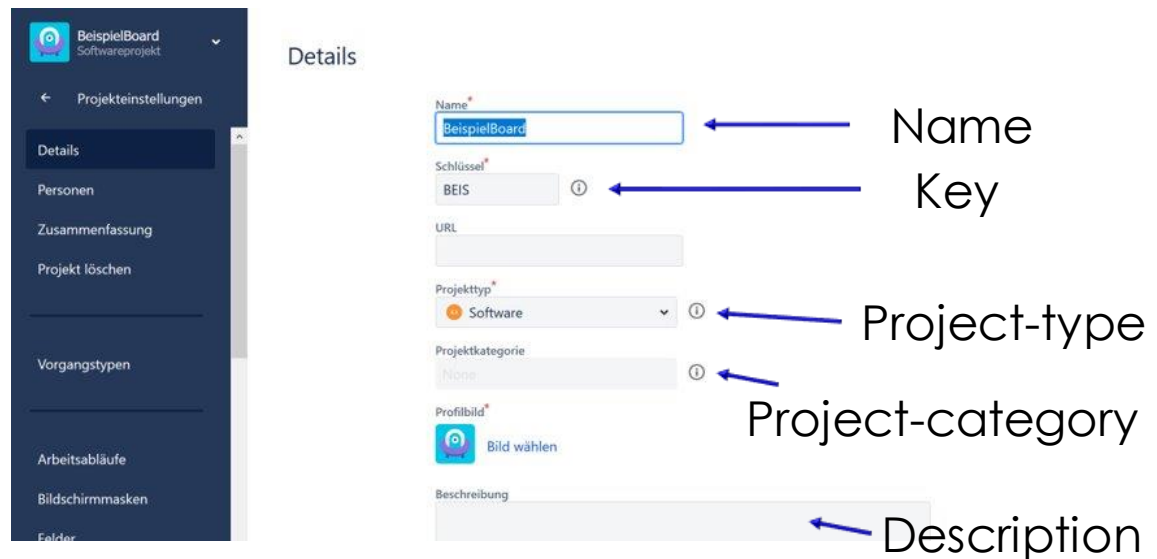 BeispielBoard
Softwareprojekt
Projekteinstellungen
Details
Personen
Zusammenfassung
Projekt löschen
Vorgangstypen
Arbeitsabläufe
Bildschirmmasken
Felder
Details
Name*
BeispielBoard
Name
Schlüssel*
BEIS
Key
URL
Projekttyp*
Software
Project-type
Projektkategorie
None
Project-category
Profilbild*
Bild wählen
Beschreibung
Description